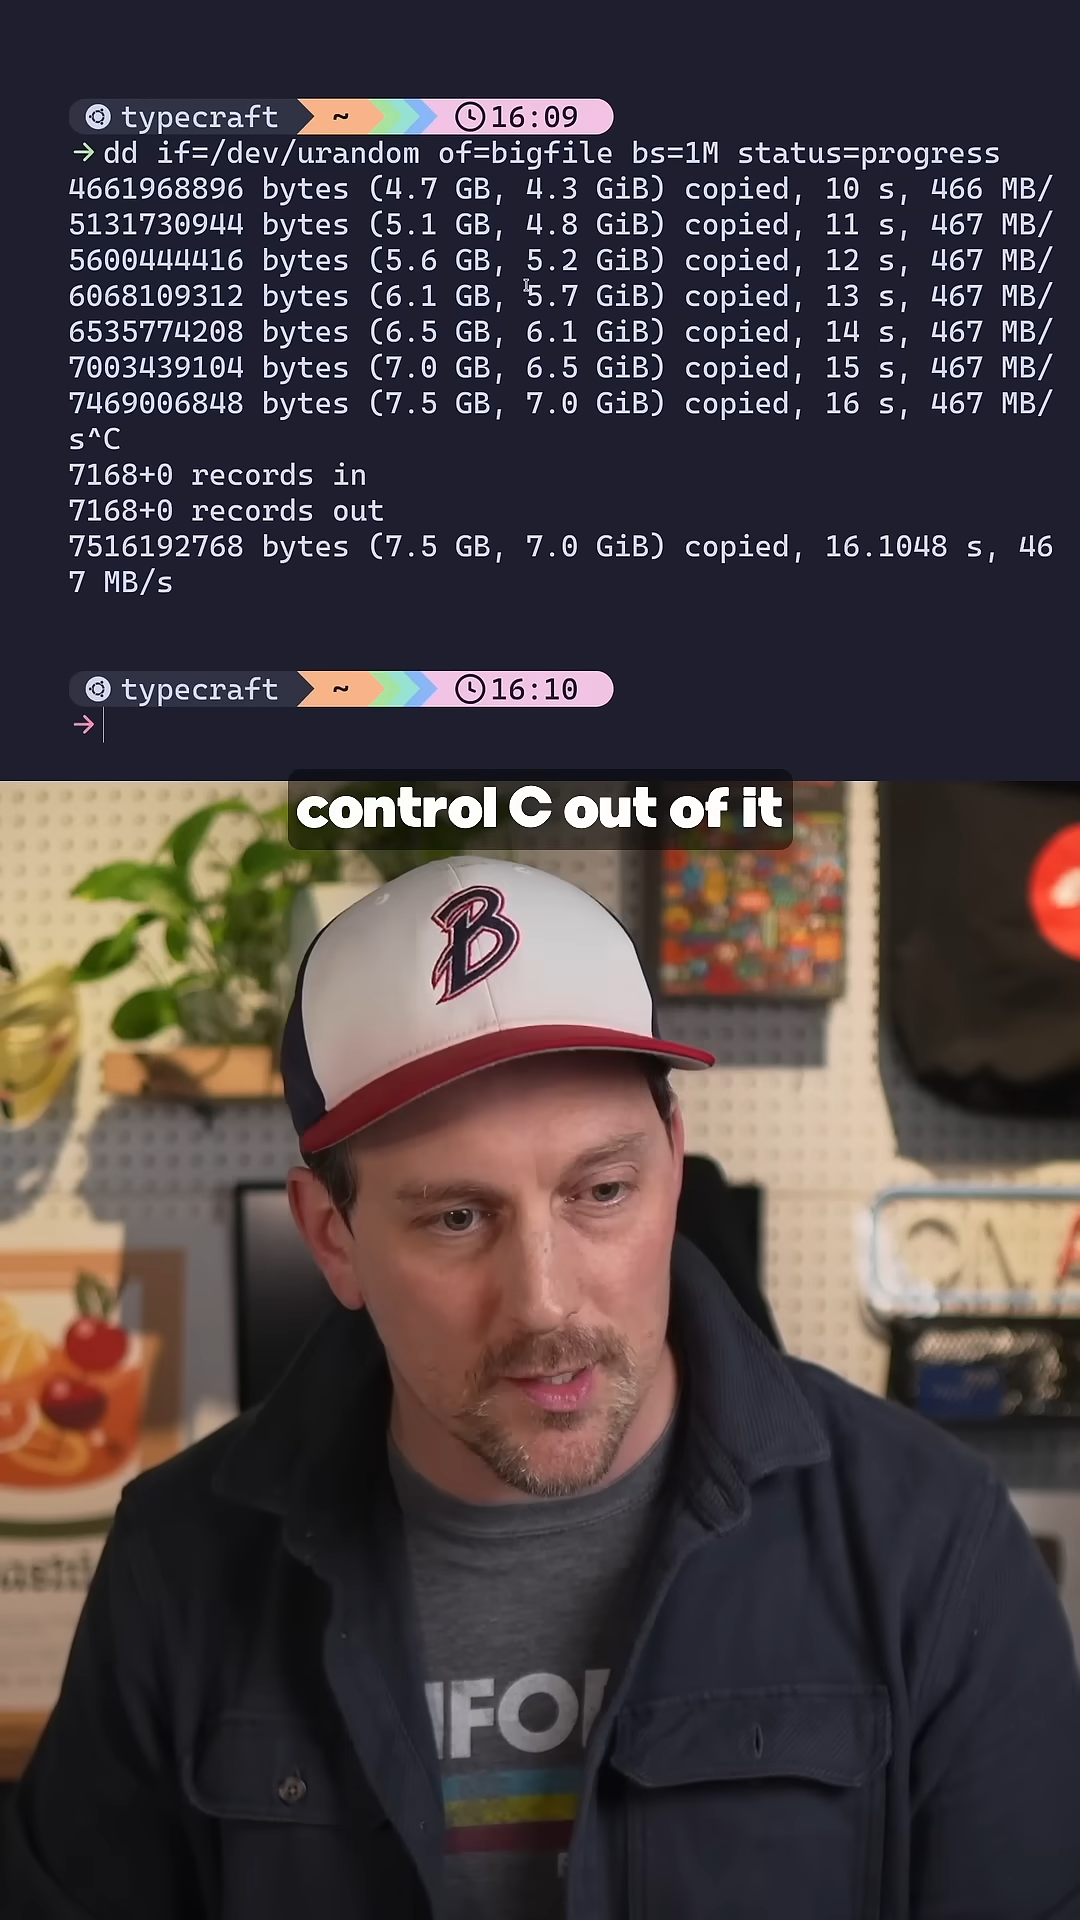 typecraft ~ 16:09
→ dd if=/dev/urandom of=bigfile bs=1M status=progress
4661968896 bytes (4.7 GB, 4.3 GiB) copied, 10 s, 466 MB/
5131730944 bytes (5.1 GB, 4.8 GiB) copied, 11 s, 467 MB/
5600444416 bytes (5.6 GB, 5.2 GiB) copied, 12 s, 467 MB/
6068109312 bytes (6.1 GB, 5.7 GiB) copied, 13 s, 467 MB/
6535774208 bytes (6.5 GB, 6.1 GiB) copied, 14 s, 467 MB/
7003439104 bytes (7.0 GB, 6.5 GiB) copied, 15 s, 467 MB/
7469006848 bytes (7.5 GB, 7.0 GiB) copied, 16 s, 467 MB/
s^C
7168+0 records in
7168+0 records out
7516192768 bytes (7.5 GB, 7.0 GiB) copied, 16.1048 s, 46
7 MB/s
typecraft ~ 16:10
→
control C out of it
B